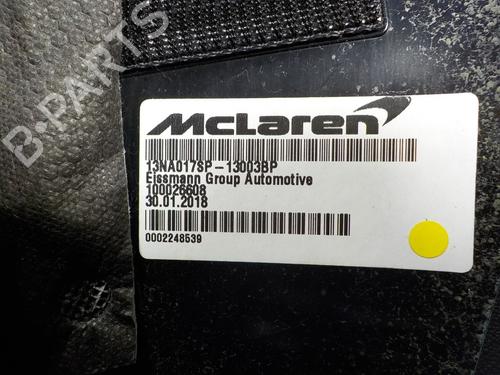 McLaren
13NA017SP-13003BP
Eissmann Group Automotive
100026608
30.01.2018
0002248539
B-PARTS